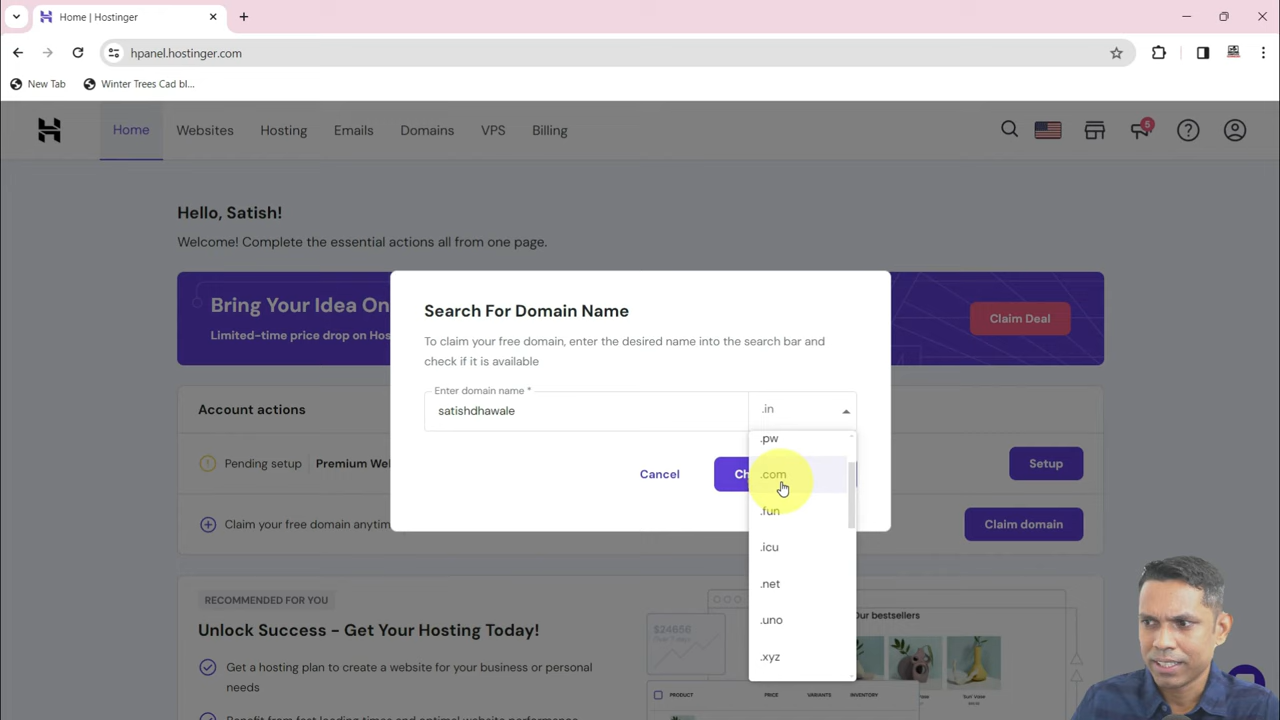 Home | Hostinger
hpanel.hostinger.com
New Tab
Winter Trees Cad bl...
Home
Websites
Hosting
Emails
Domains
VPS
Billing
6
Hello, Satish!
Welcome! Complete the essential actions all from one page.
Bring Your Idea On
Limited-time price drop on Hos
Claim Deal
Search For Domain Name
To claim your free domain, enter the desired name into the search bar and
check if it is available
Enter domain name *
satishdhawale
.in
.pw
.com
.fun
.icu
.net
.uno
.xyz
Cancel
Ch
Account actions
Pending setup
Premium Wel
Setup
Claim your free domain anytim
Claim domain
RECOMMENDED FOR YOU
Unlock Success - Get Your Hosting Today!
Get a hosting plan to create a website for your business or personal
needs
$24656
Our bestsellers
PRODUCT
PRICE
VARIANTS
INVENTORY